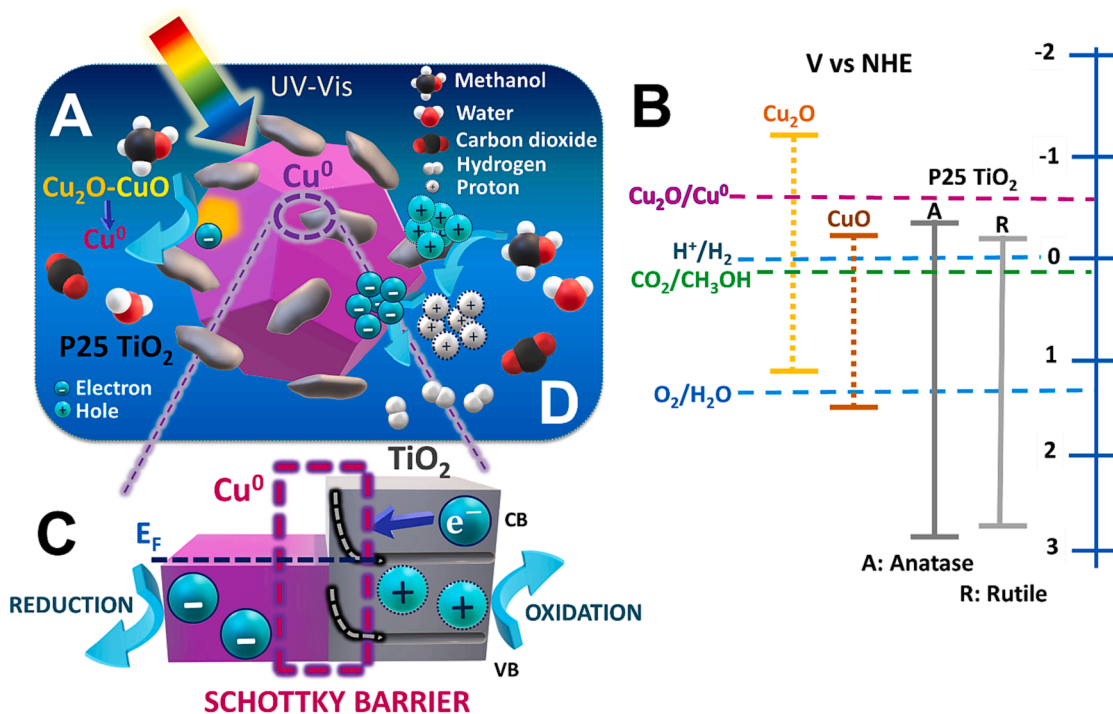 A
UV-Vis
Methanol
Water
Carbon dioxide
Hydrogen
Proton
Cu₂O-CuO
Cu⁰
Cu⁰
P25 TiO₂
Electron
Hole
D
B
V vs NHE
-2
-1
0
1
2
3
Cu₂O
Cu₂O/Cu⁰
P25 TiO₂
A
R
CuO
H⁺/H₂
CO₂/CH₃OH
O₂/H₂O
A: Anatase
R: Rutile
C
Cu⁰
TiO₂
E_F
e⁻
CB
REDUCTION
OXIDATION
VB
SCHOTTKY BARRIER